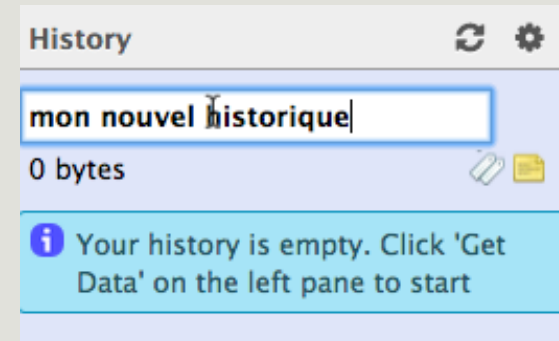 History
mon nouvel historique
0 bytes
Your history is empty. Click 'Get
Data' on the left pane to start